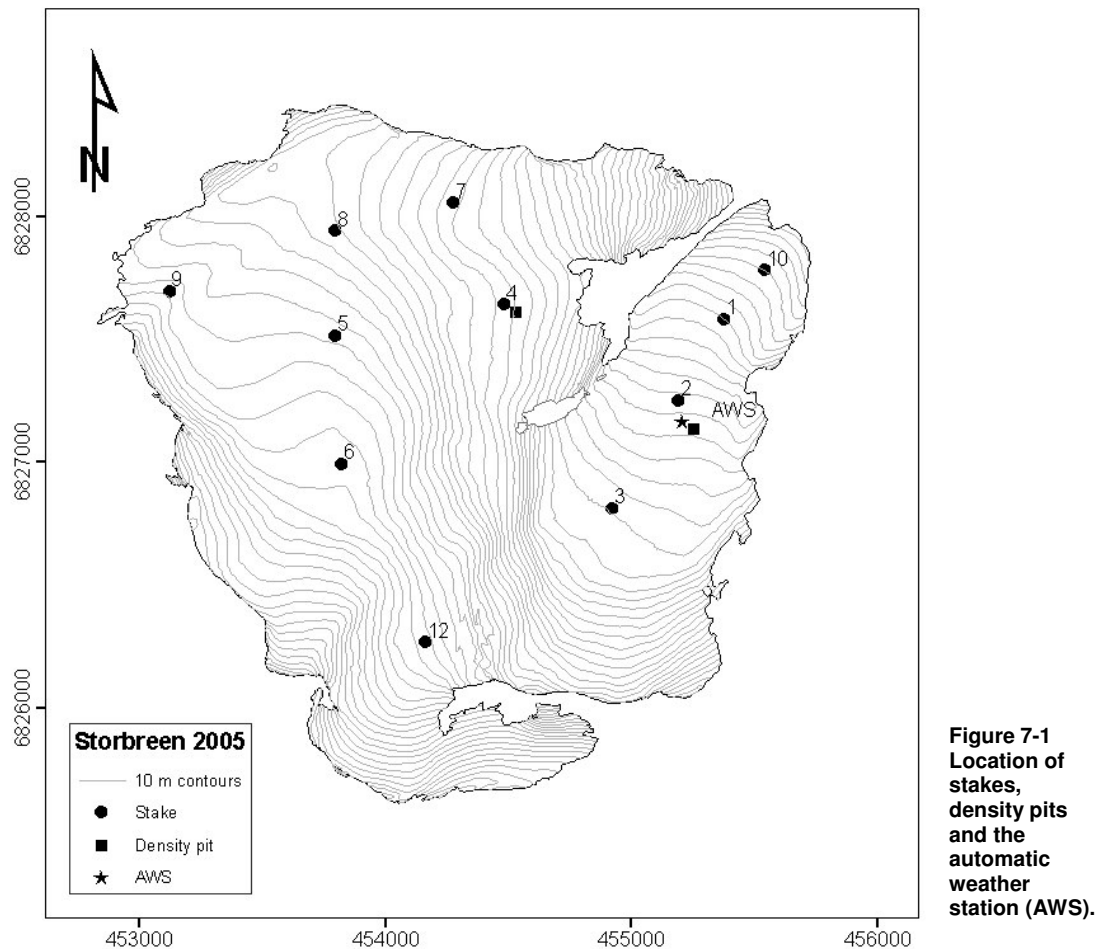 N
7
8
9
10
4
1
5
2
AWS
6
3
12
6828000
6827000
6826000
Storbreen 2005
10 m contours
Stake
Density pit
AWS
453000
454000
455000
456000
Figure 7-1
Location of
stakes,
density pits
and the
automatic
weather
station (AWS).